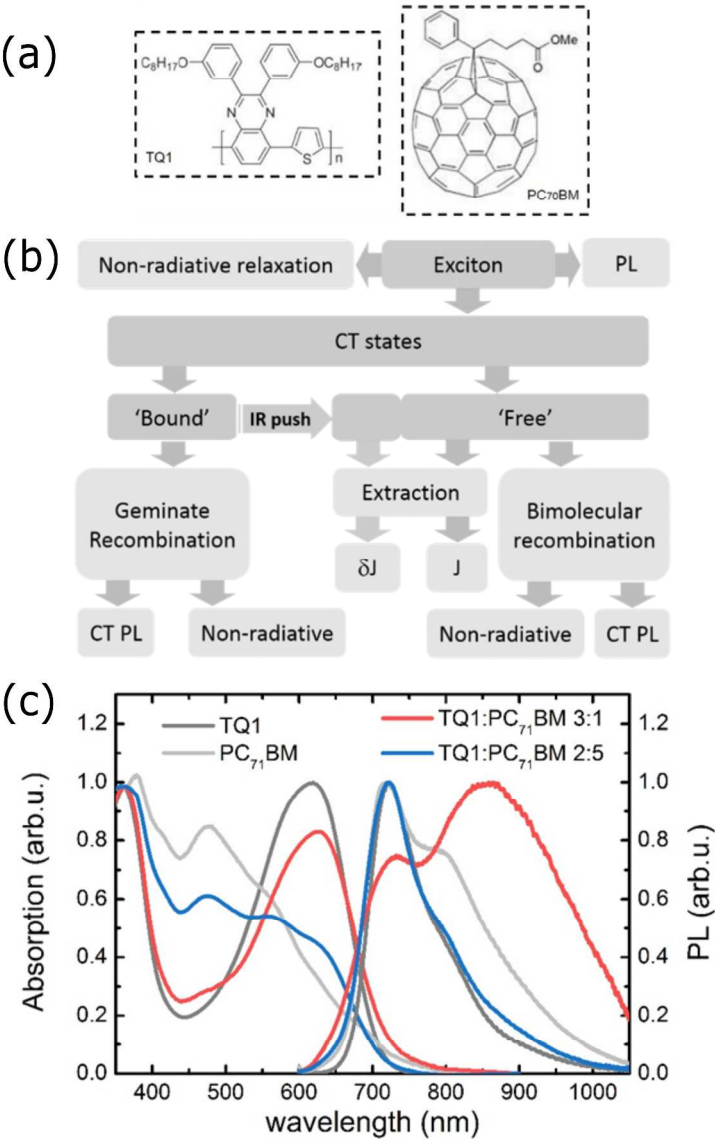 (a)
C₈H₁₇O
OC₈H₁₇
N
N
S
n
TQ1
OMe
O
PC₇₀BM
(b)
Non-radiative relaxation
Exciton
PL
CT states
‘Bound’
IR push
‘Free’
Geminate
Recombination
Extraction
Bimolecular
recombination
δJ
J
CT PL
Non-radiative
Non-radiative
CT PL
(c)
TQ1
TQ1:PC₇₁BM 3:1
PC₇₁BM
TQ1:PC₇₁BM 2:5
1.2
1.0
0.8
0.6
0.4
0.2
0.0
Absorption (arb.u.)
1.2
1.0
0.8
0.6
0.4
0.2
0.0
PL (arb.u.)
400 500 600 700 800 900 1000
wavelength (nm)